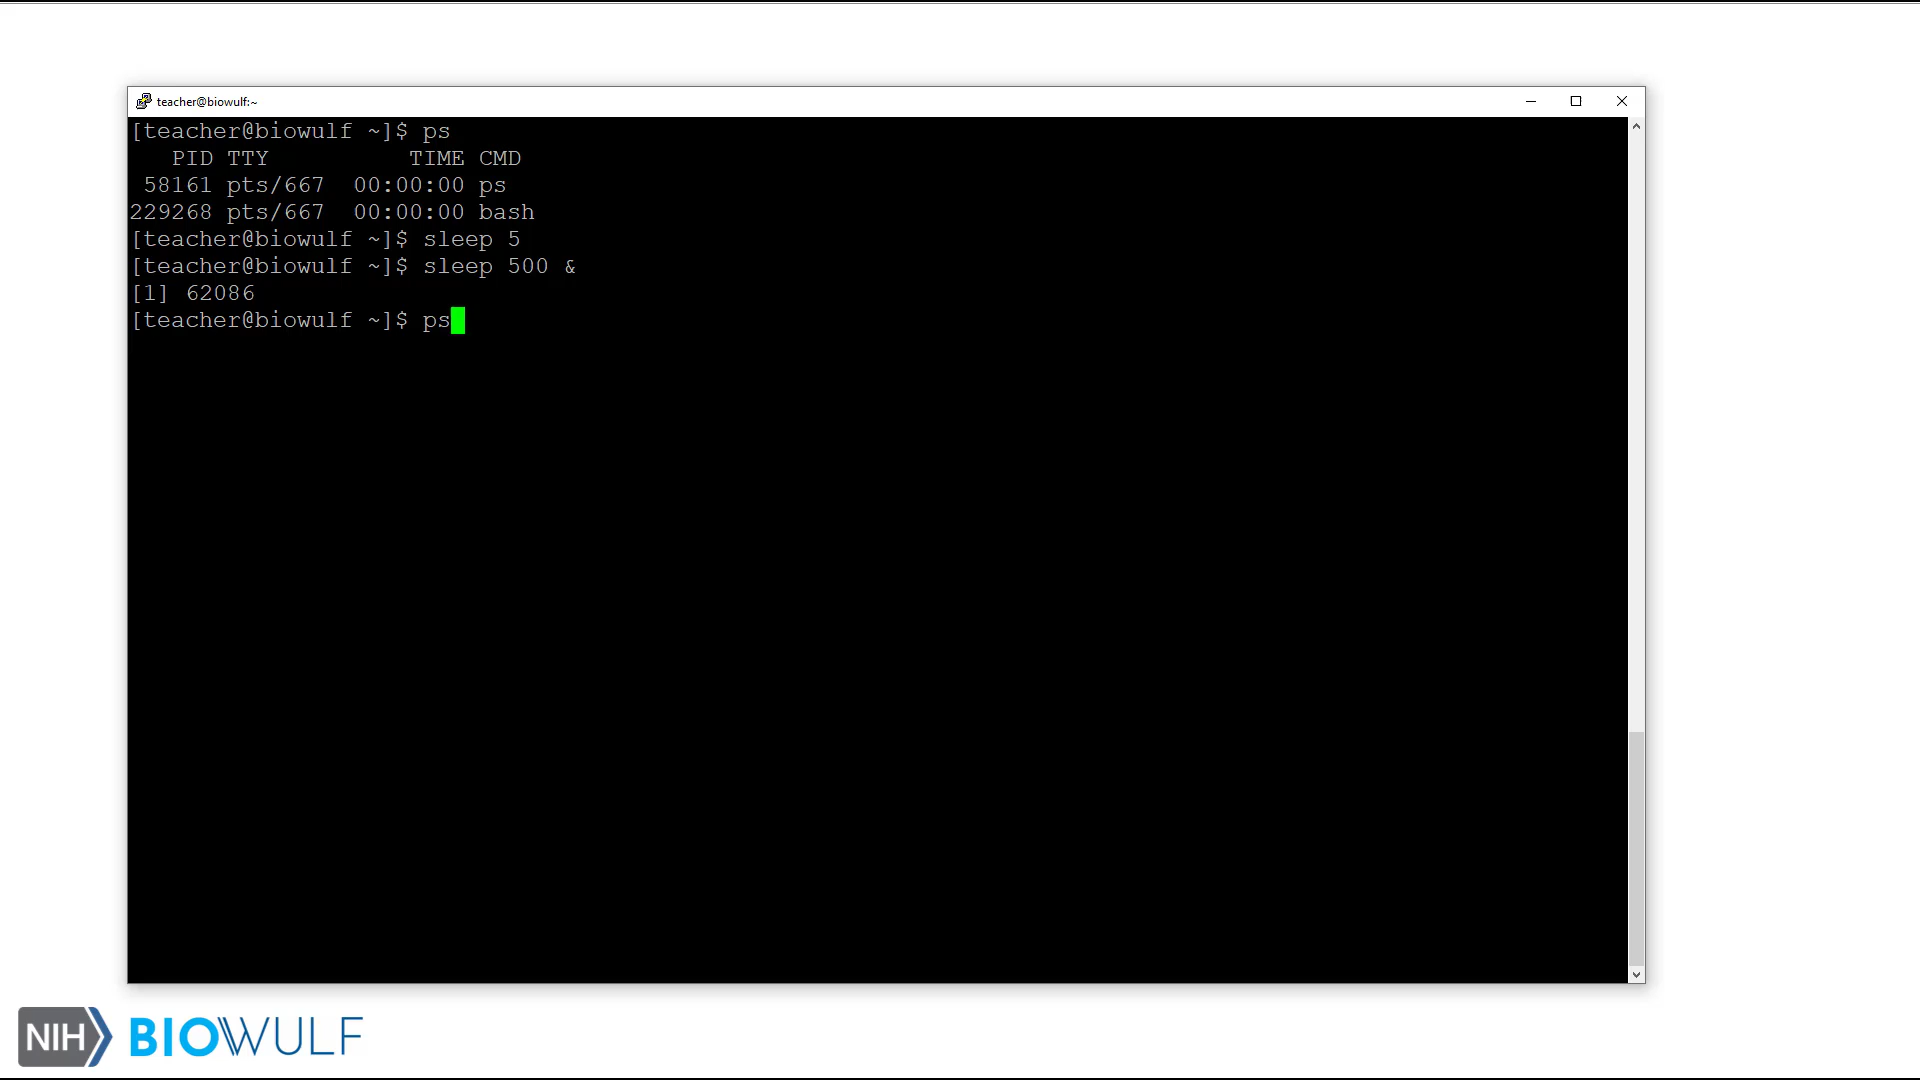 teacher@biowulf:~
[teacher@biowulf ~]$ ps
   PID TTY          TIME CMD
 58161 pts/667  00:00:00 ps
229268 pts/667  00:00:00 bash
[teacher@biowulf ~]$ sleep 5
[teacher@biowulf ~]$ sleep 500 &
[1] 62086
[teacher@biowulf ~]$ ps
NIH BIOWULF